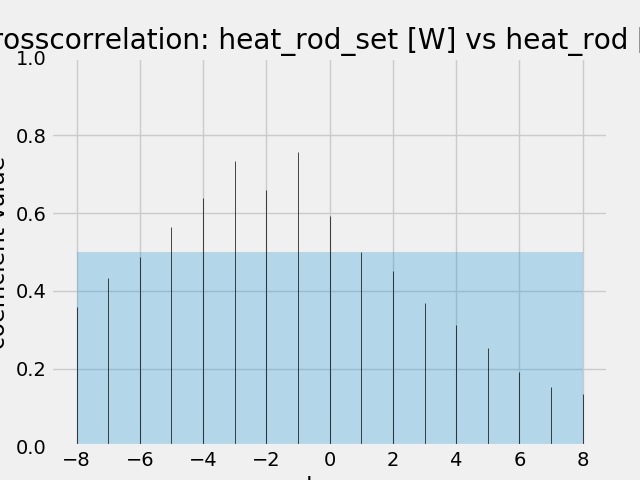 rosscorrelation: heat_rod_set [W] vs heat_rod [
1.0
0.8
0.6
0.4
0.2
0.0
coefficient value
−8 −6 −4 −2 0 2 4 6 8